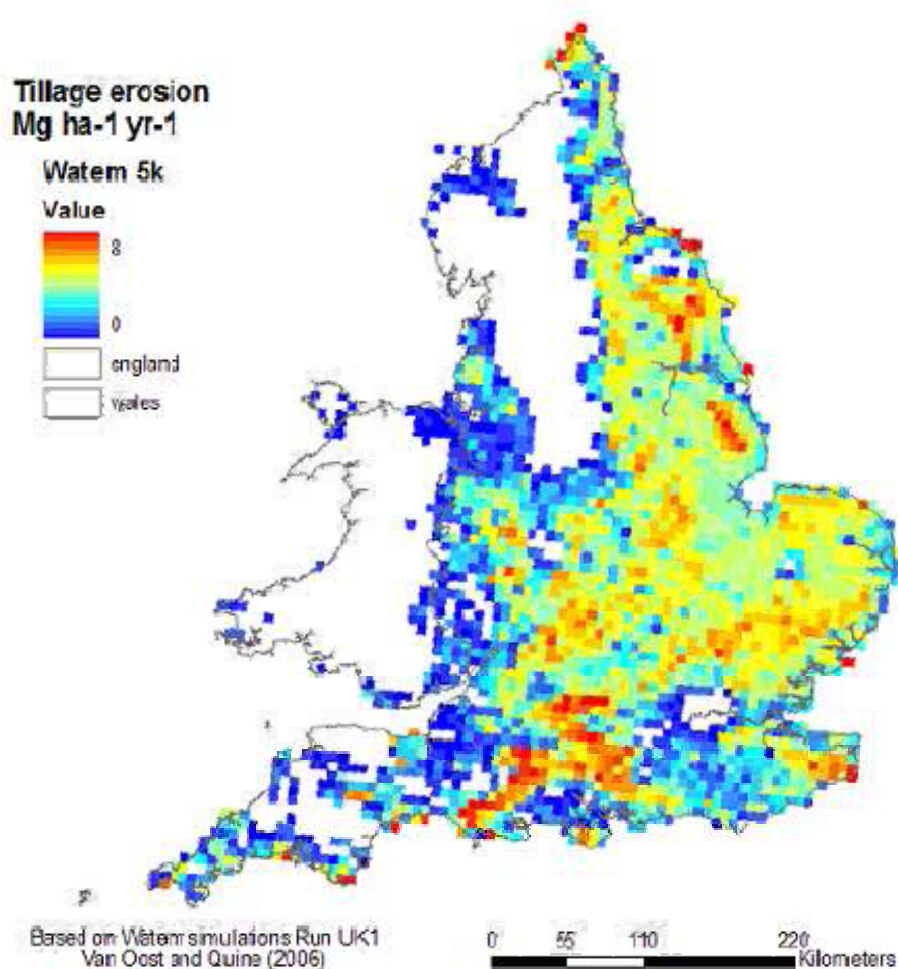 Tillage erosion
Mg ha-1 yr-1
Watem 5k
Value
8
0
england
wales
Based on Watem simulations Run UK1
Van Oost and Quine (2006)
0 55 110 220
Kilometers